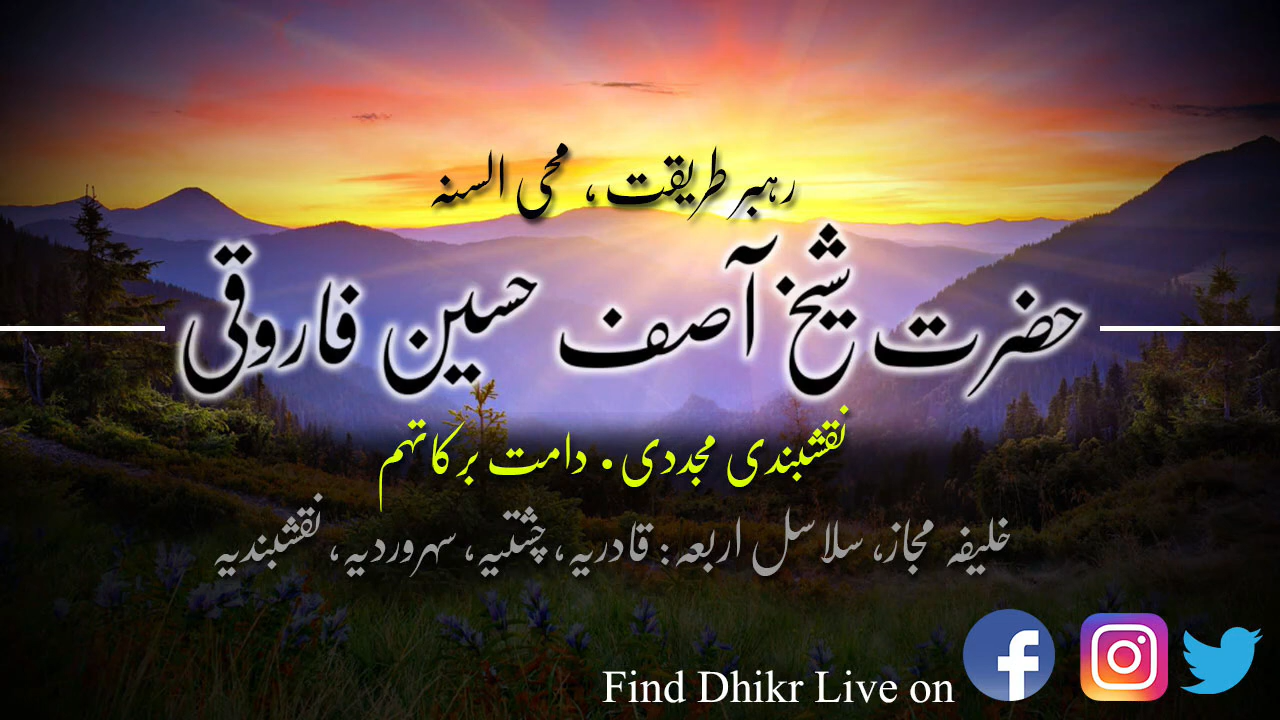 رہبر طریقت، محی السنہ
حضرت شیخ آصف حسین فاروقی
نقشبندی مجددی. دامت برکاتہم
خلیفہ مجاز، سلاسل اربعہ: قادریہ، چشتیہ، سہروردیہ، نقشبندیہ
Find Dhikr Live on